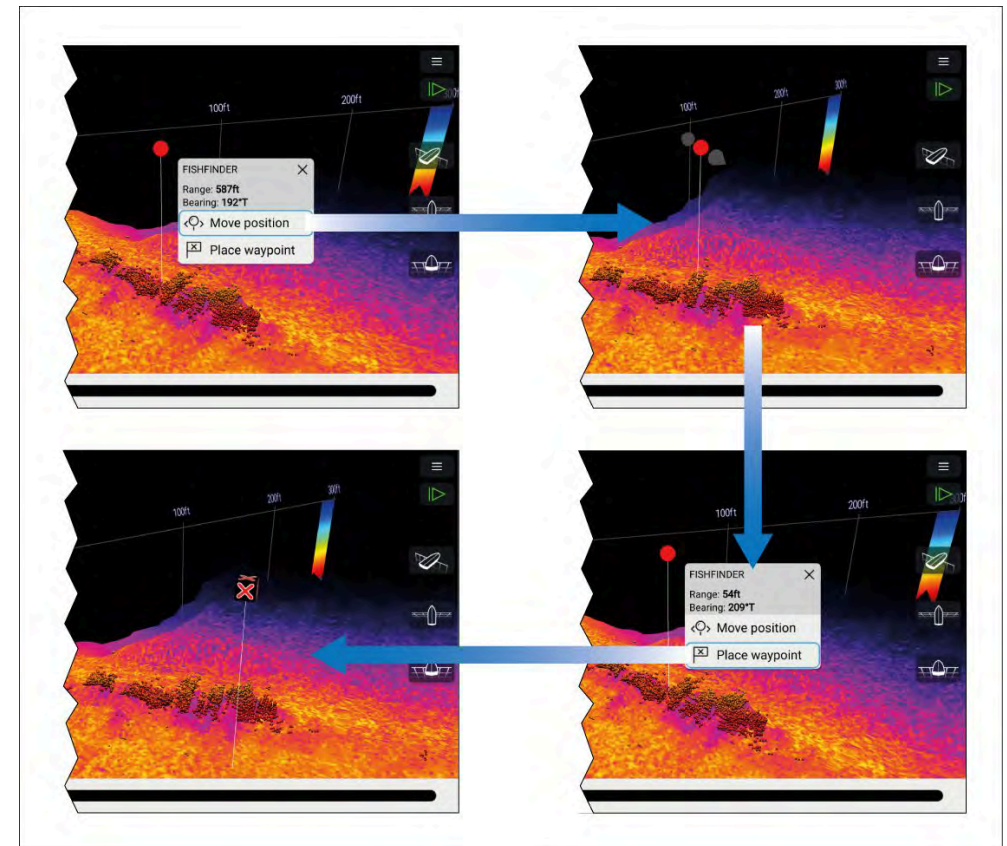 100ft
200ft
300ft
FISHFINDER
Range: 587ft
Bearing: 192°T
Move position
Place waypoint
100ft
200ft
300ft
100ft
200ft
300ft
100ft
200ft
FISHFINDER
Range: 54ft
Bearing: 209°T
Move position
Place waypoint